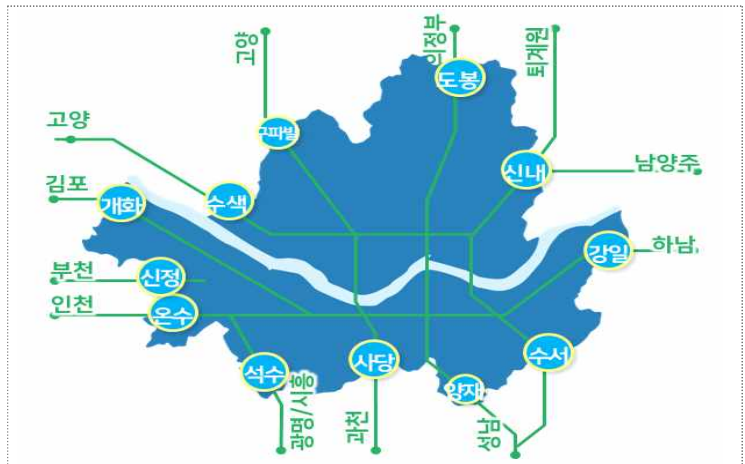 고양
의정부
퇴계원
도봉
고양
구파발
남양주
신내
김포
개화
수색
하남
강일
부천
신정
인천
온수
석수
사당
수서
양재
광명/시흥
과천
성남